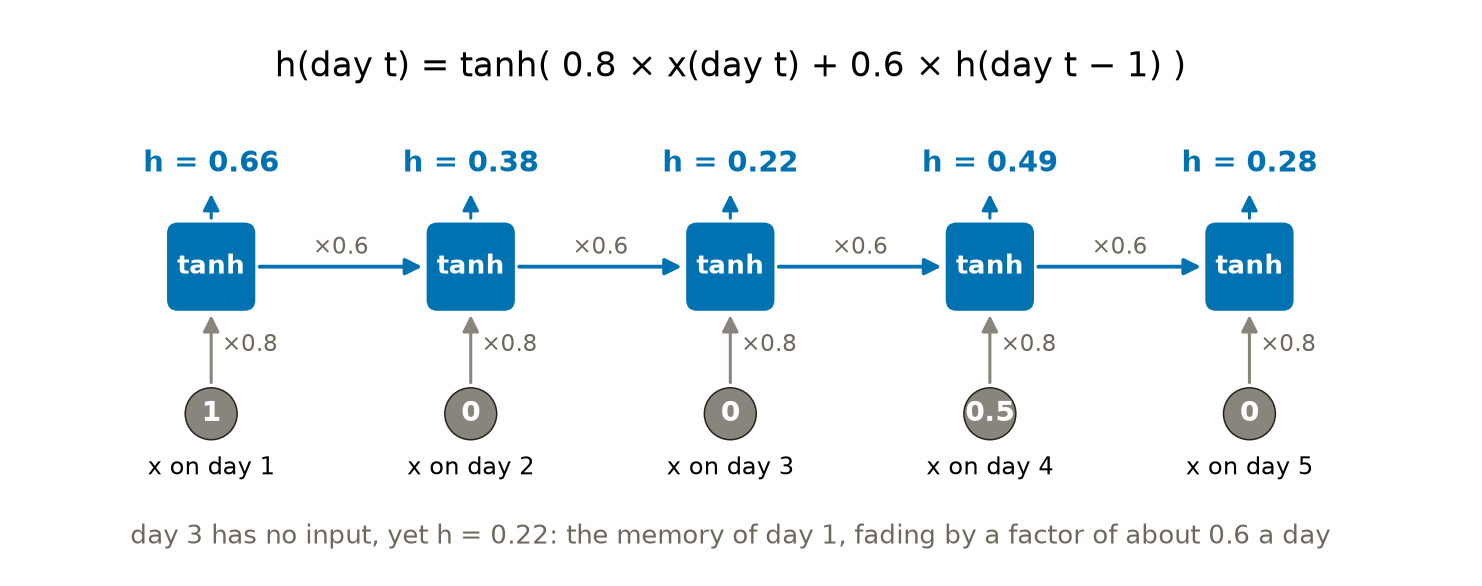 h(day t) = tanh( 0.8 × x(day t) + 0.6 × h(day t − 1) )
h = 0.66 h = 0.38 h = 0.22 h = 0.49 h = 0.28
×0.6 ×0.6 ×0.6 ×0.6
tanh tanh tanh tanh tanh
×0.8 ×0.8 ×0.8 ×0.8 ×0.8
1 0 0 0.5 0
x on day 1 x on day 2 x on day 3 x on day 4 x on day 5
day 3 has no input, yet h = 0.22: the memory of day 1, fading by a factor of about 0.6 a day